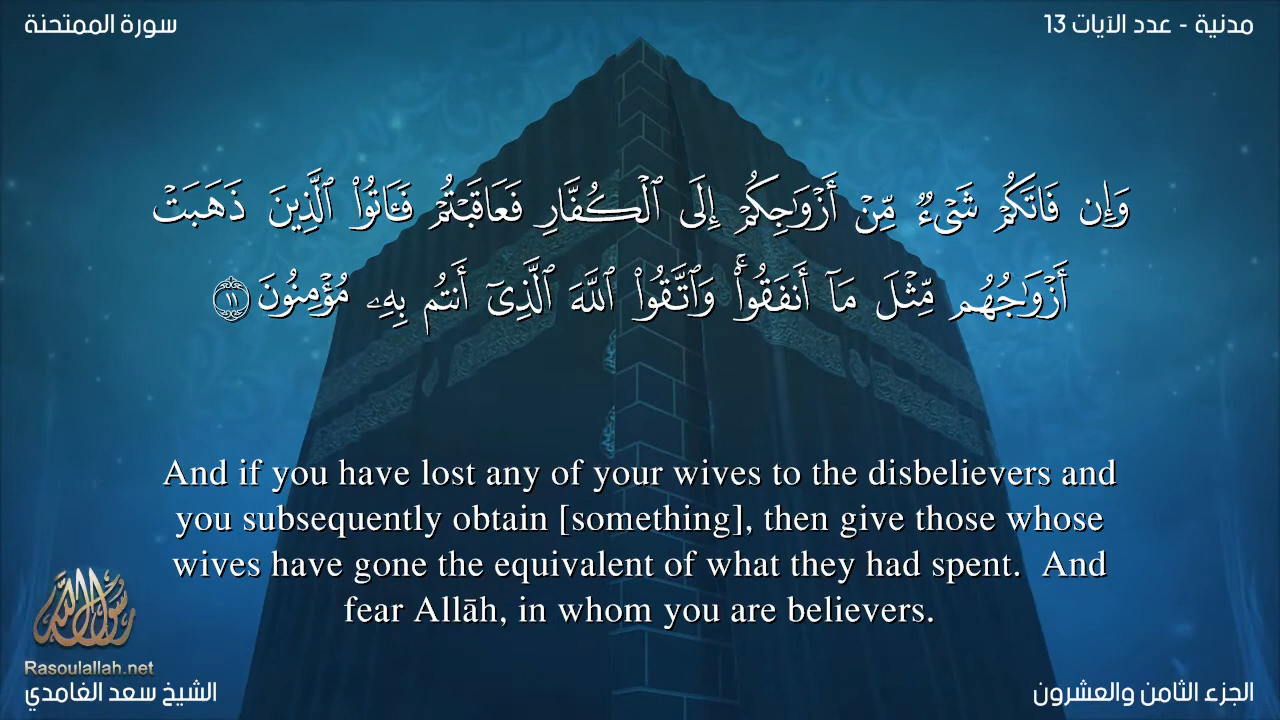 سورة الممتحنة
مدنية - عدد الآيات 13
وَإِن فَاتَكُمْ شَىْءٌ مِّنْ أَزْوَٰجِكُمْ إِلَى ٱلْكُفَّارِ فَعَاقَبْتُمْ فَـَٔاتُوا۟ ٱلَّذِينَ ذَهَبَتْ
أَزْوَٰجُهُم مِّثْلَ مَآ أَنفَقُوا۟ ۚ وَٱتَّقُوا۟ ٱللَّهَ ٱلَّذِىٓ أَنتُم بِهِۦ مُؤْمِنُونَ ١١
And if you have lost any of your wives to the disbelievers and
you subsequently obtain [something], then give those whose
wives have gone the equivalent of what they had spent.  And
fear Allāh, in whom you are believers.
رسول الله
Rasoulallah.net
الشيخ سعد الغامدي
الجزء الثامن والعشرون